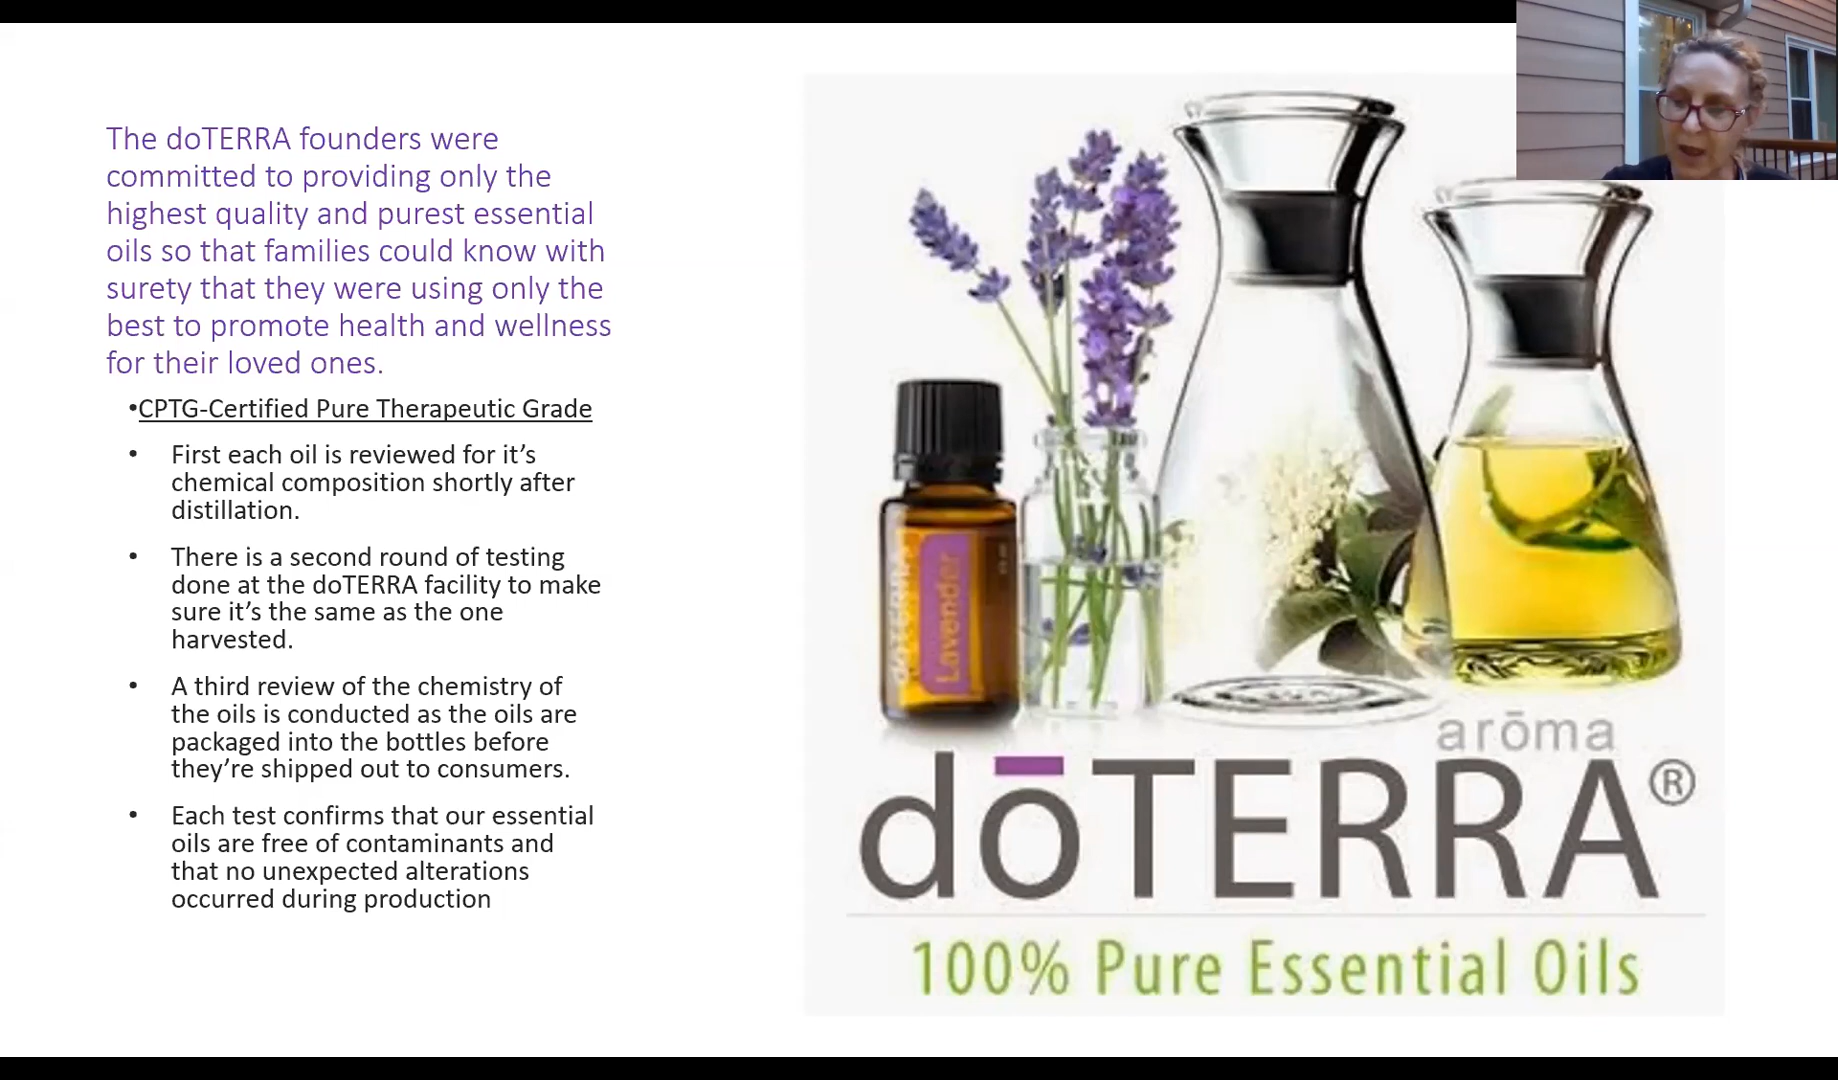 The doTERRA founders were
committed to providing only the
highest quality and purest essential
oils so that families could know with
surety that they were using only the
best to promote health and wellness
for their loved ones.
•CPTG-Certified Pure Therapeutic Grade
• First each oil is reviewed for it’s
chemical composition shortly after
distillation.
• There is a second round of testing
done at the doTERRA facility to make
sure it’s the same as the one
harvested.
• A third review of the chemistry of
the oils is conducted as the oils are
packaged into the bottles before
they’re shipped out to consumers.
• Each test confirms that our essential
oils are free of contaminants and
that no unexpected alterations
occurred during production
doTERRA
Lavender
arōma
dōTERRA®
100% Pure Essential Oils